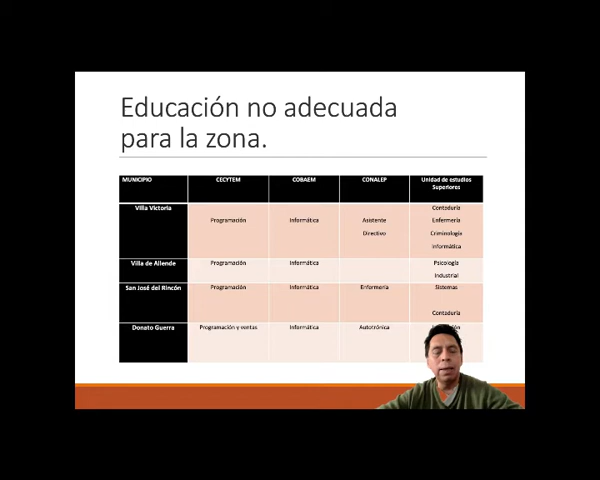 Educación no adecuada
para la zona.
MUNICIPIO CECYTEM COBAEM CONALEP Unidad de estudios
Superiores
Villa Victoria Contaduría
Programación Informática Asistente Enfermería
Directivo Criminología
Informática
Villa de Allende Programación Informática Psicología
Industrial
San José del Rincón Programación Informática Enfermería Sistemas
Contaduría
Donato Guerra Programación y ventas Informática Autotrónica